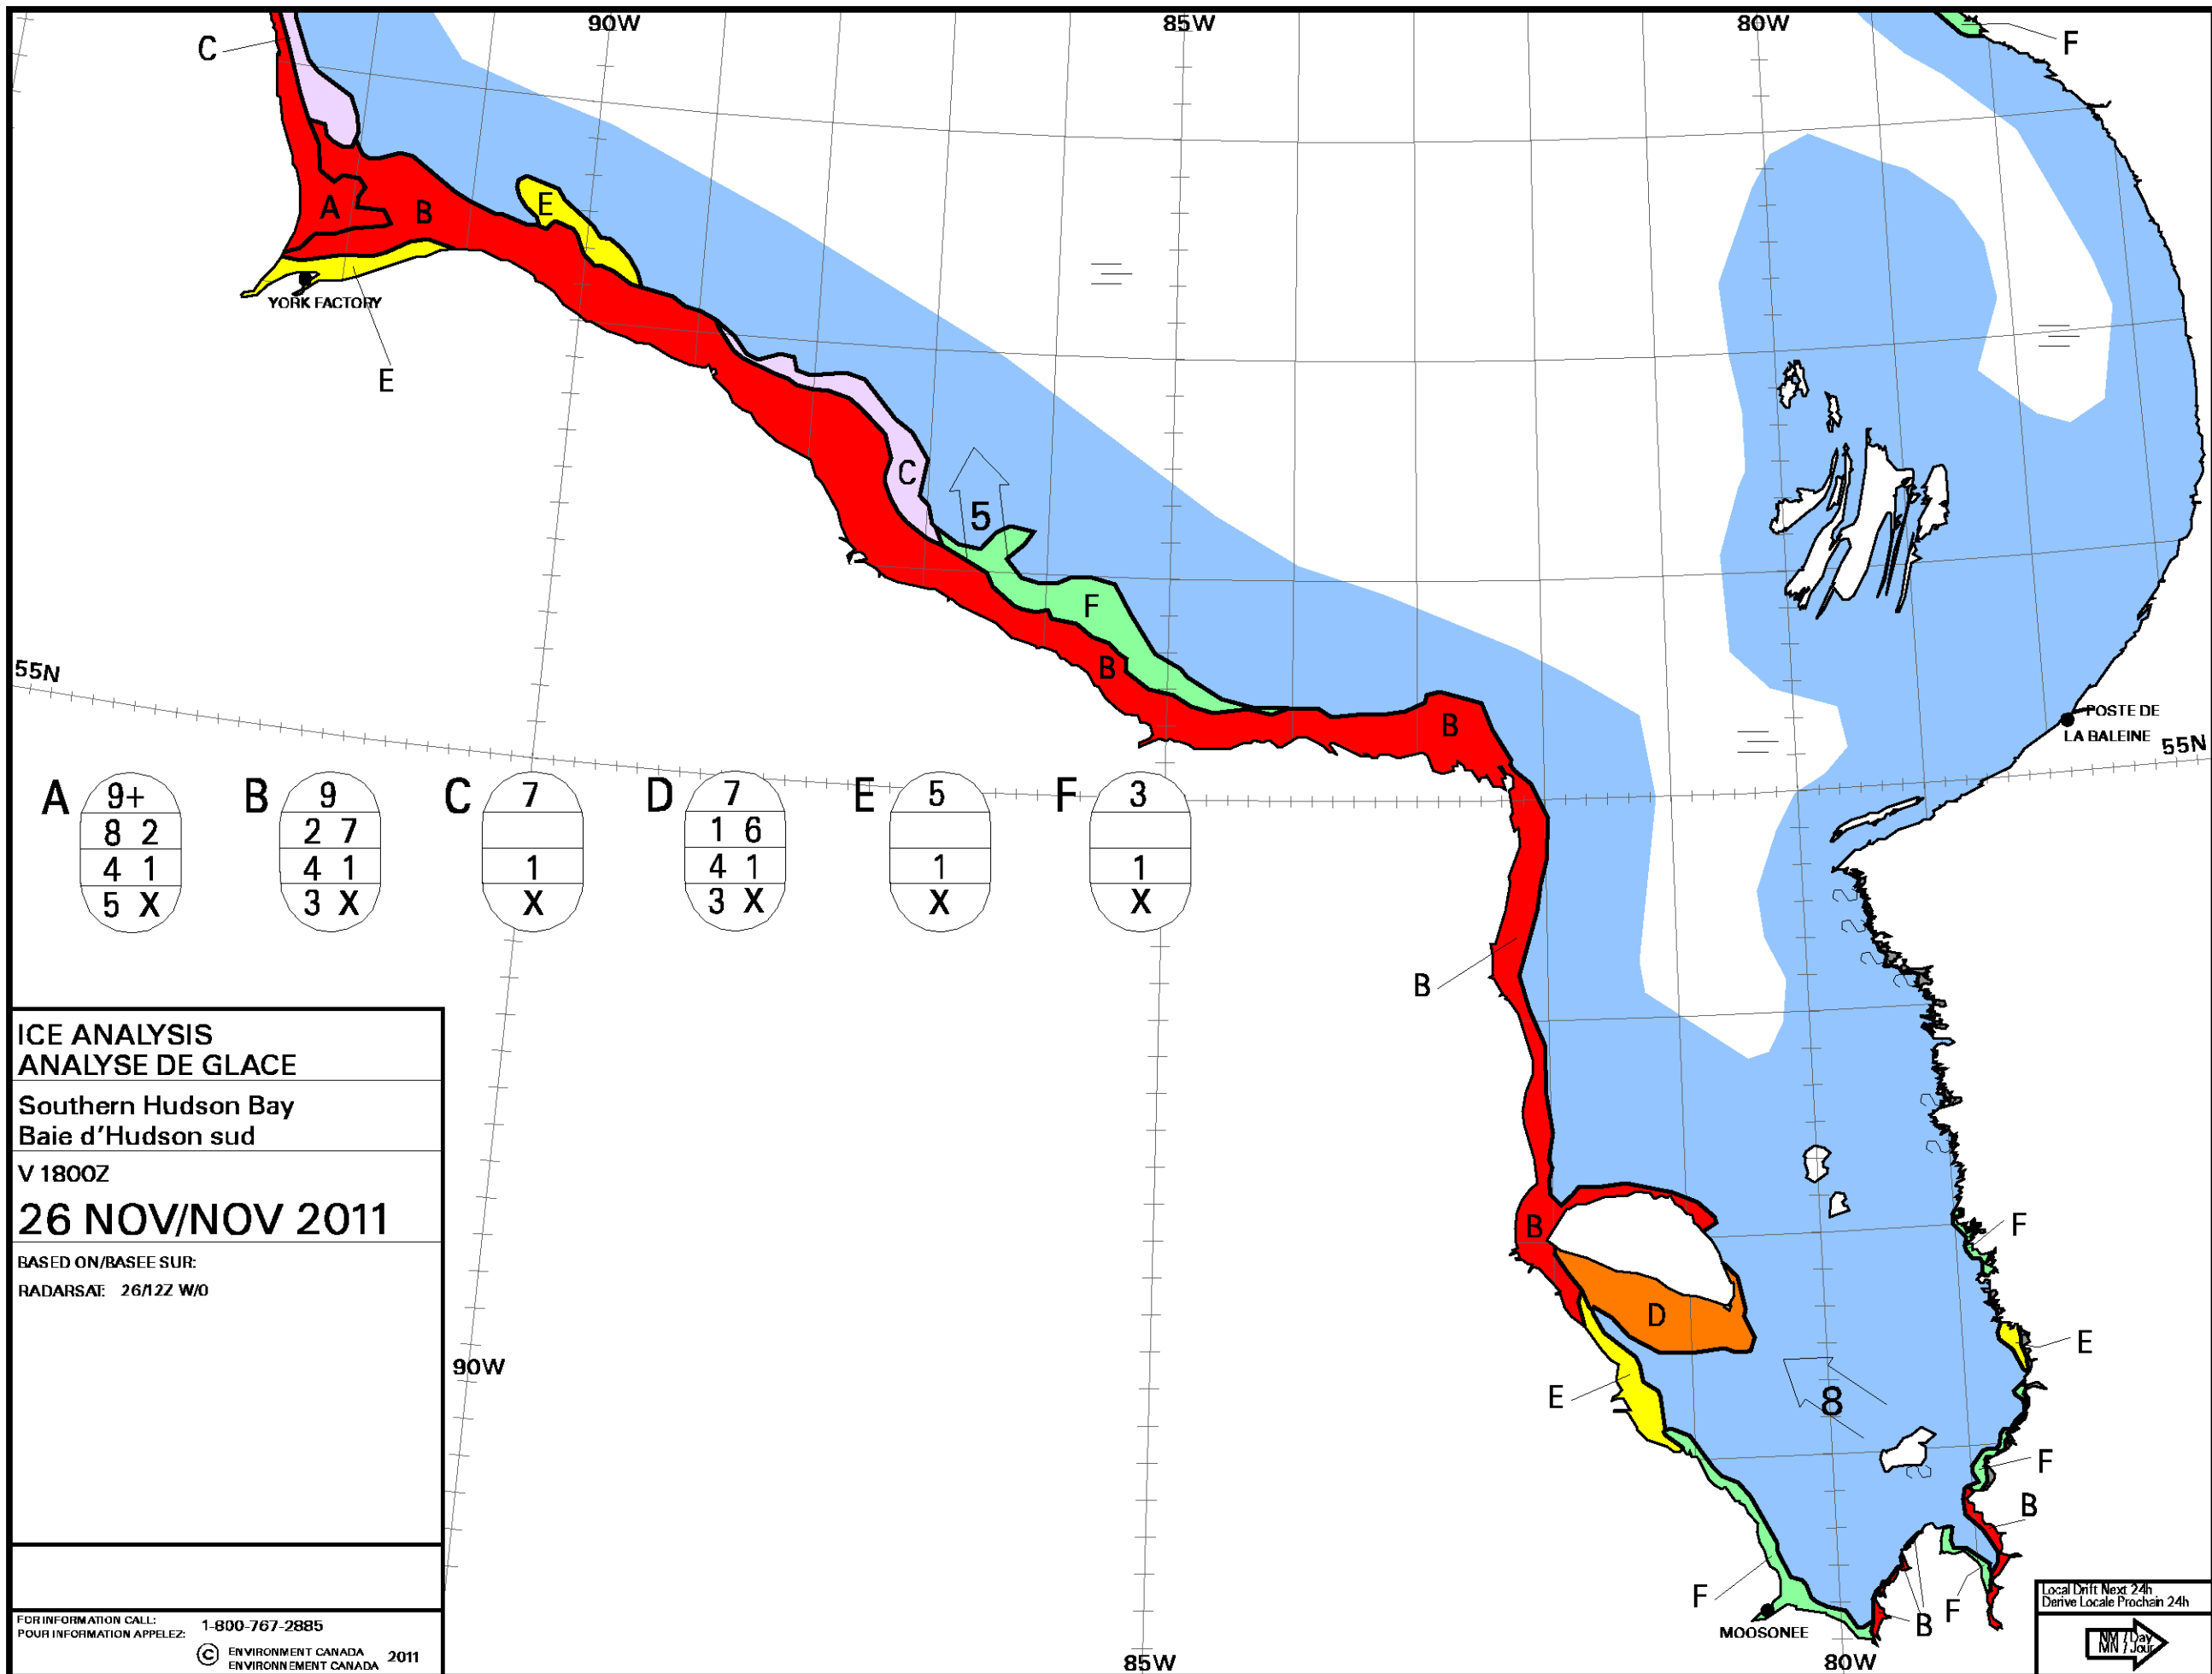 90W
85W
80W
C
F
A
B
E
YORK FACTORY
E
C
5
F
B
55N
B
POSTE DE
LA BALEINE
55N
A
9+
8 2
4 1
5 X
B
9
2 7
4 1
3 X
C
7
1
X
D
7
1 6
4 1
3 X
E
5
1
X
F
3
1
X
B
ICE ANALYSIS
ANALYSE DE GLACE
Southern Hudson Bay
Baie d'Hudson sud
V 1800Z
26 NOV/NOV 2011
BASED ON/BASEE SUR:
RADARSAT: 26/12Z W/O
B
F
D
E
90W
E
8
F
B
F
B
F
MOOSONEE
85W
80W
FOR INFORMATION CALL:
POUR INFORMATION APPELEZ:
1-800-767-2885
© ENVIRONMENT CANADA
ENVIRONNEMENT CANADA
2011
Local Drift Next 24h
Derive Locale Prochain 24h
NM / Day
MN / Jour